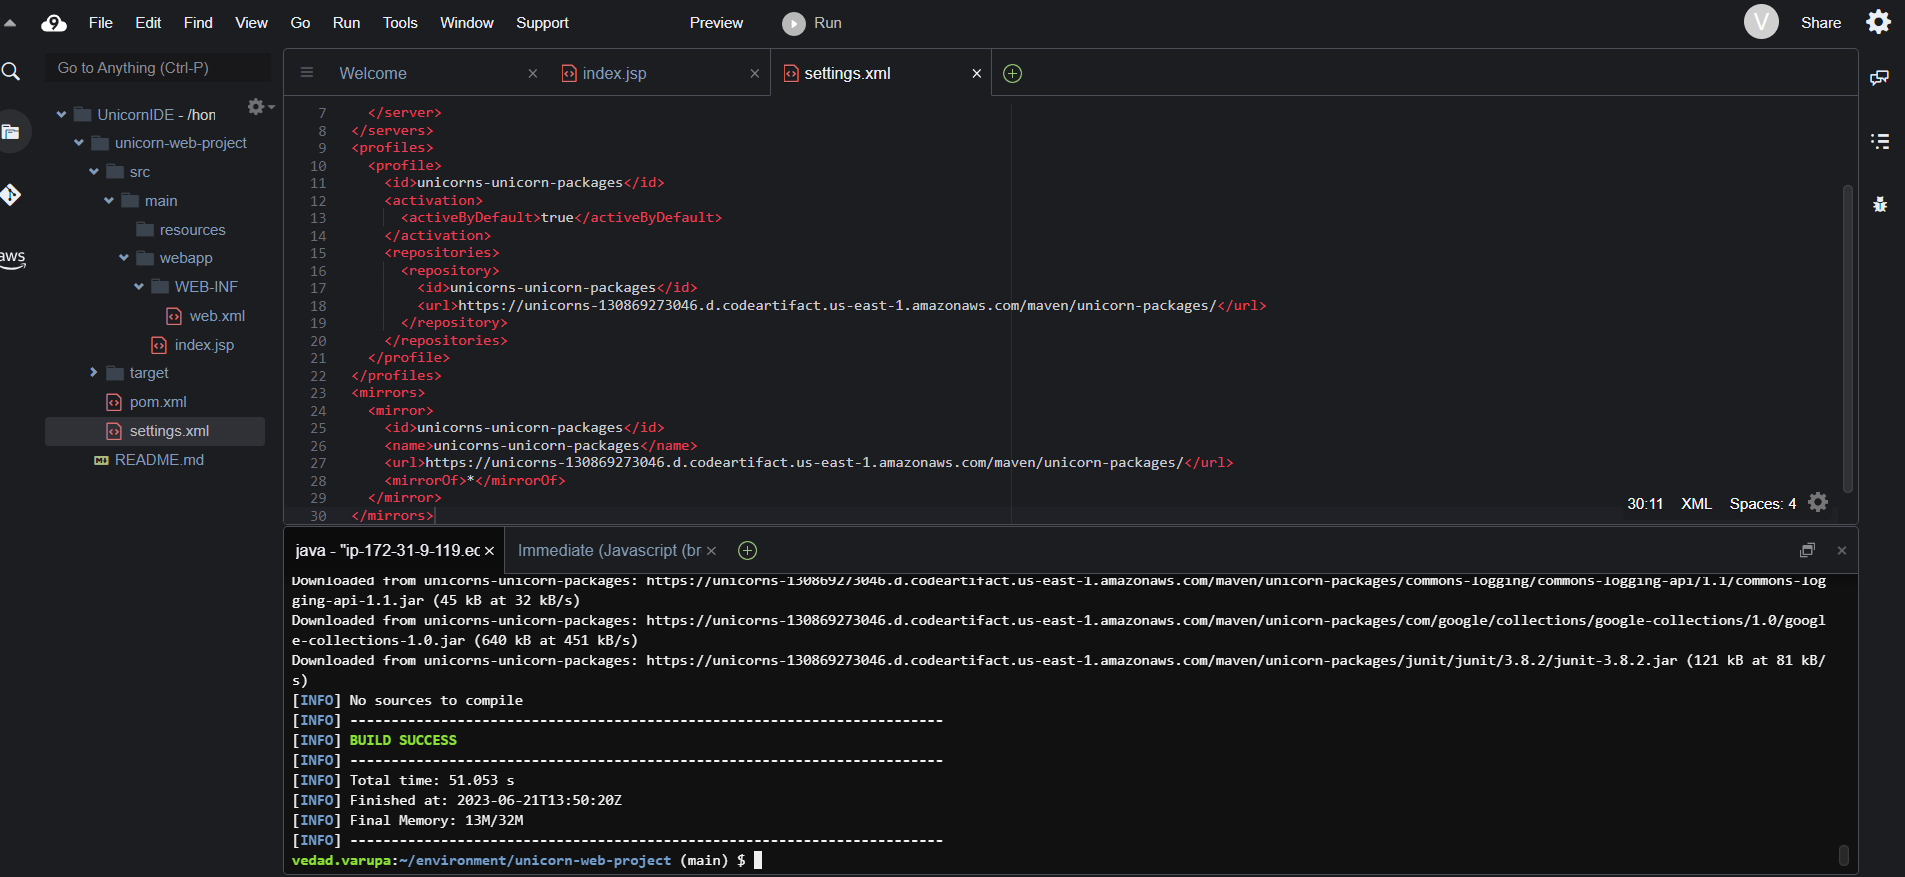 File Edit Find View Go Run Tools Window Support Preview Run V Share
Go to Anything (Ctrl-P)
UnicornIDE - /hom
unicorn-web-project
src
main
resources
webapp
WEB-INF
web.xml
index.jsp
target
pom.xml
settings.xml
README.md
aws
Welcome index.jsp settings.xml
7 </server>
8 </servers>
9 <profiles>
10 <profile>
11 <id>unicorns-unicorn-packages</id>
12 <activation>
13 <activeByDefault>true</activeByDefault>
14 </activation>
15 <repositories>
16 <repository>
17 <id>unicorns-unicorn-packages</id>
18 <url>https://unicorns-130869273046.d.codeartifact.us-east-1.amazonaws.com/maven/unicorn-packages/</url>
19 </repository>
20 </repositories>
21 </profile>
22 </profiles>
23 <mirrors>
24 <mirror>
25 <id>unicorns-unicorn-packages</id>
26 <name>unicorns-unicorn-packages</name>
27 <url>https://unicorns-130869273046.d.codeartifact.us-east-1.amazonaws.com/maven/unicorn-packages/</url>
28 <mirrorOf>*</mirrorOf>
29 </mirror>
30 </mirrors>
30:11 XML Spaces: 4
java - "ip-172-31-9-119.ec Immediate (Javascript (br
Downloaded from unicorns-unicorn-packages: https://unicorns-130869273046.d.codeartifact.us-east-1.amazonaws.com/maven/unicorn-packages/commons-logging/commons-logging-api/1.1/commons-log
ging-api-1.1.jar (45 kB at 32 kB/s)
Downloaded from unicorns-unicorn-packages: https://unicorns-130869273046.d.codeartifact.us-east-1.amazonaws.com/maven/unicorn-packages/com/google/collections/google-collections/1.0/googl
e-collections-1.0.jar (640 kB at 451 kB/s)
Downloaded from unicorns-unicorn-packages: https://unicorns-130869273046.d.codeartifact.us-east-1.amazonaws.com/maven/unicorn-packages/junit/junit/3.8.2/junit-3.8.2.jar (121 kB at 81 kB/
s)
[INFO] No sources to compile
[INFO] ------------------------------------------------------------------------
[INFO] BUILD SUCCESS
[INFO] ------------------------------------------------------------------------
[INFO] Total time: 51.053 s
[INFO] Finished at: 2023-06-21T13:50:20Z
[INFO] Final Memory: 13M/32M
[INFO] ------------------------------------------------------------------------
vedad.varupa:~/environment/unicorn-web-project (main) $